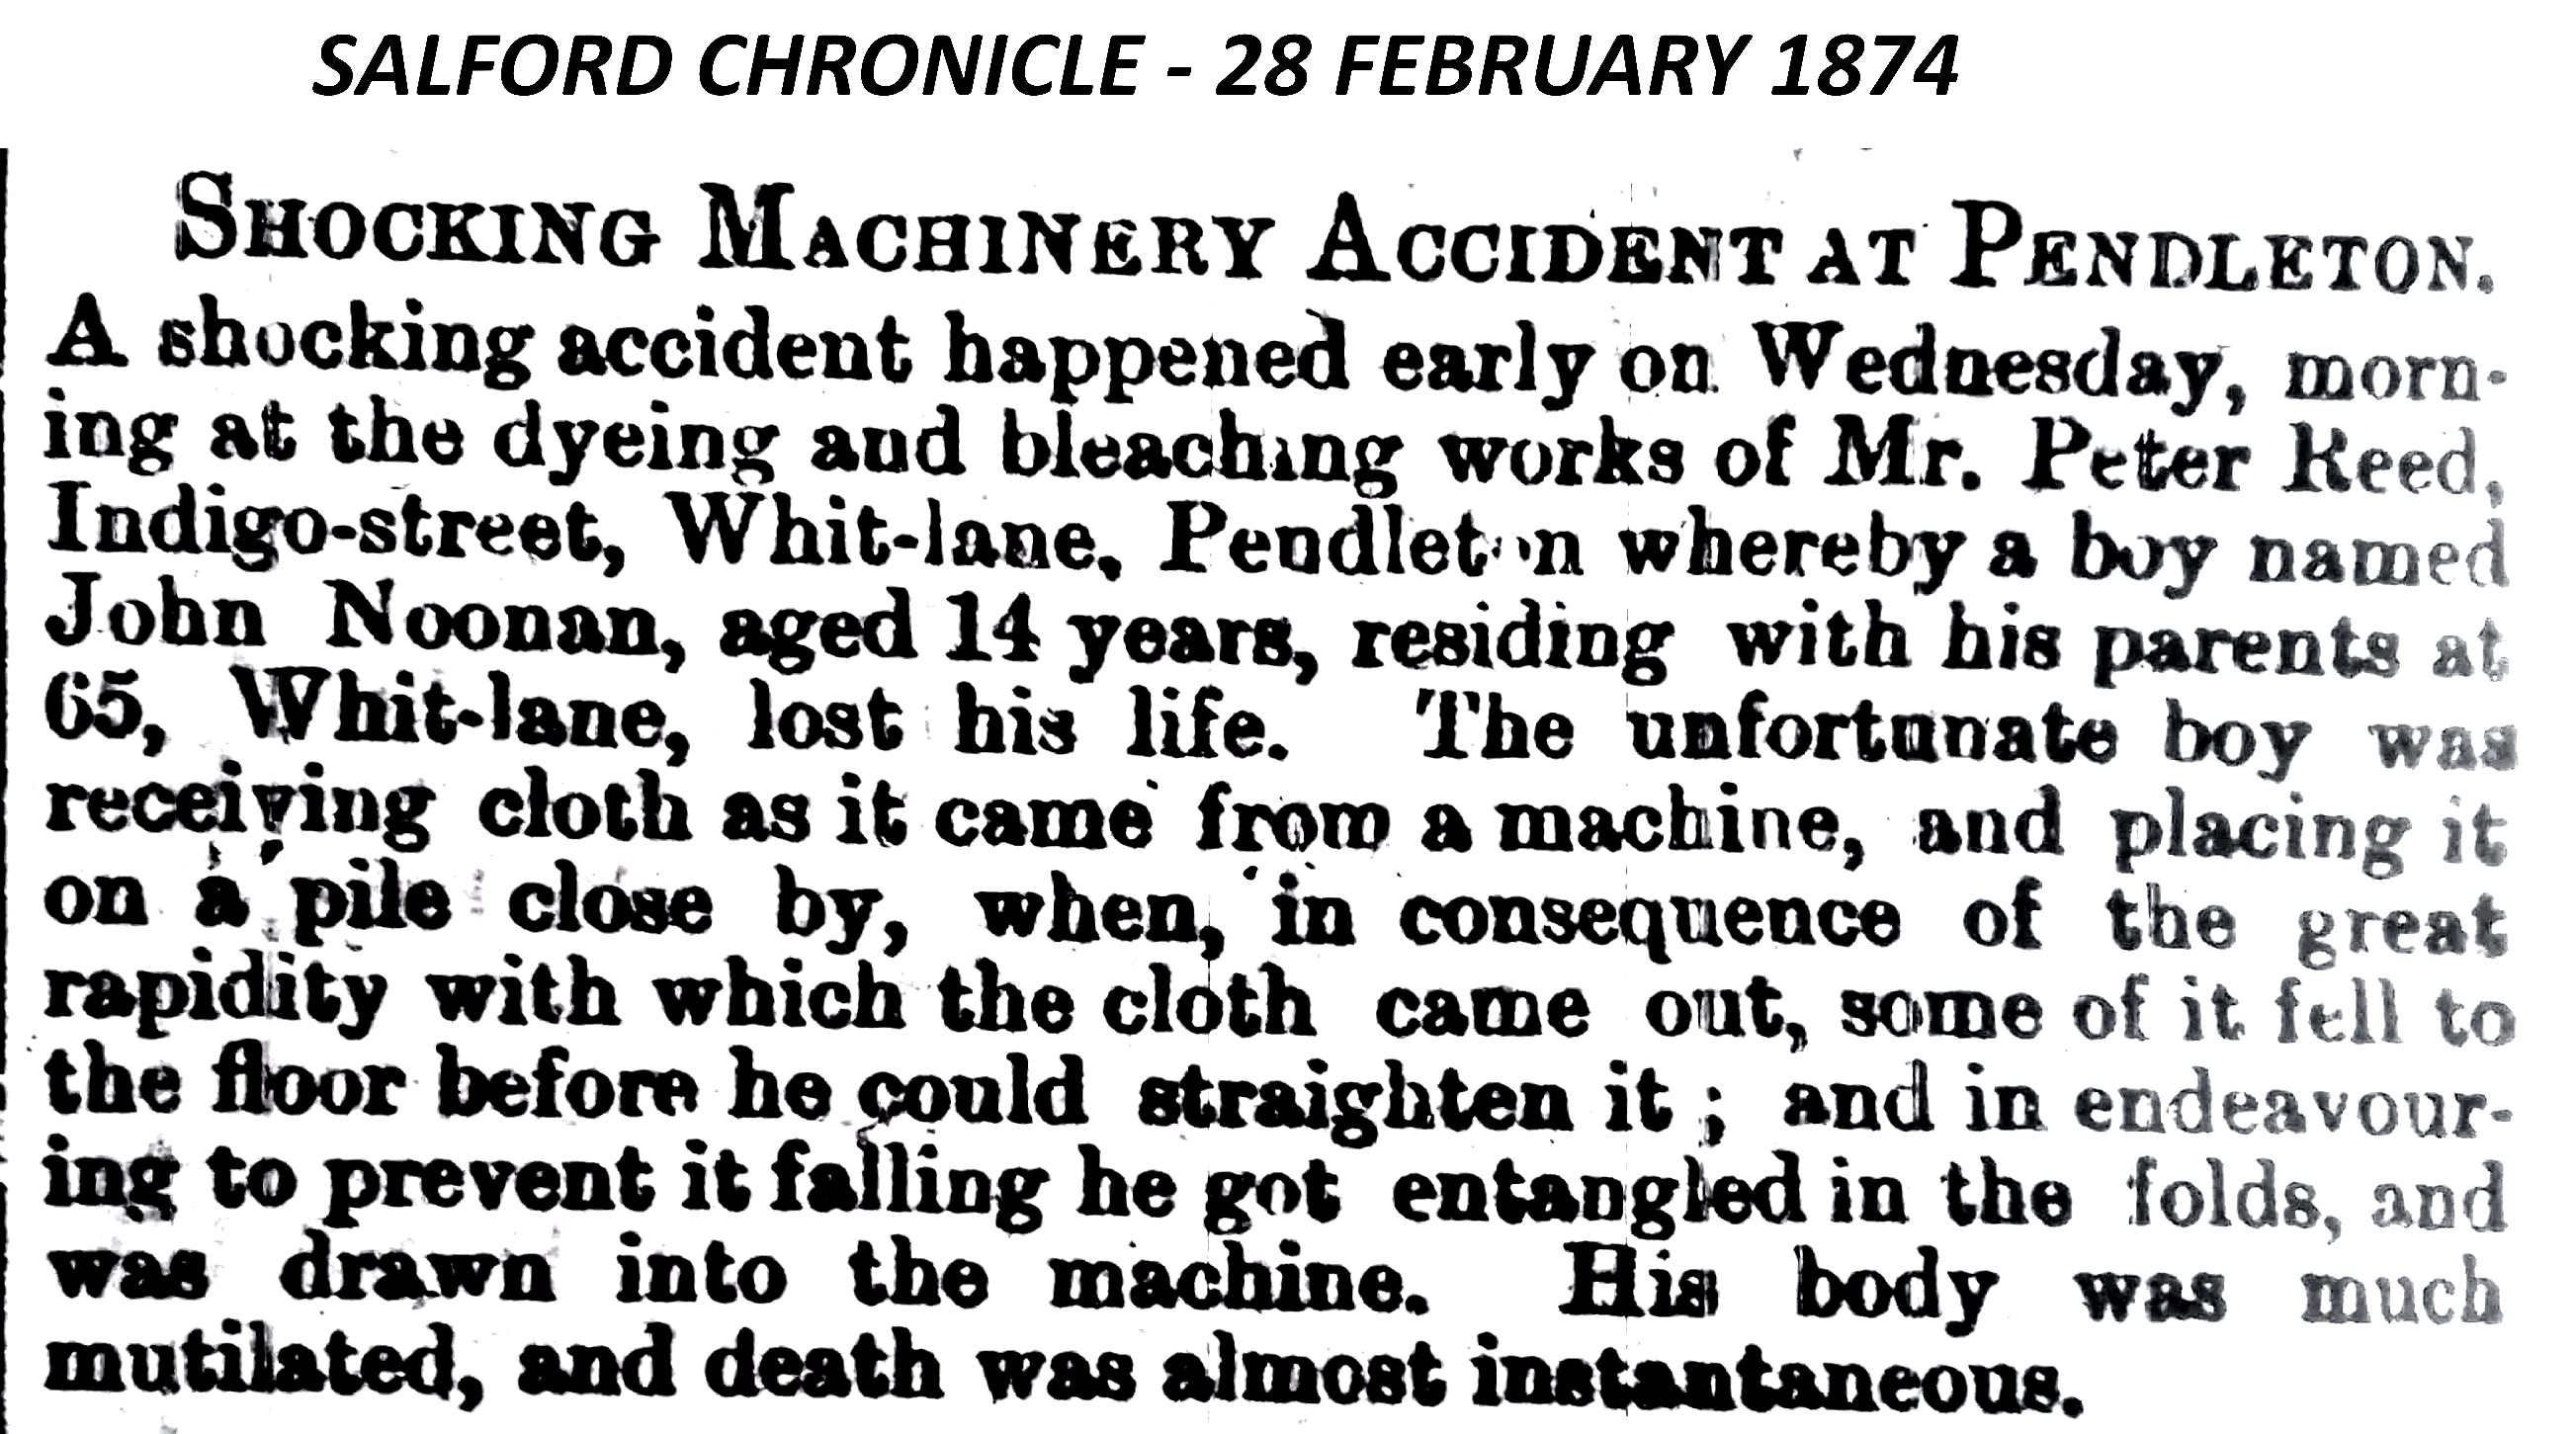 SALFORD CHRONICLE - 28 FEBRUARY 1874
SHOCKING MACHINERY ACCIDENT AT PENDLETON.
A shocking accident happened early on Wednesday, morn-
ing at the dyeing and bleaching works of Mr. Peter Reed,
Indigo-street, Whit-lane, Pendleton whereby a boy named
John Noonan, aged 14 years, residing with his parents at
65, Whit-lane, lost his life. The unfortunate boy was
receiving cloth as it came from a machine, and placing it
on a pile close by, when, in consequence of the great
rapidity with which the cloth came out, some of it fell to
the floor before he could straighten it ; and in endeavour-
ing to prevent it falling he got entangled in the folds, and
was drawn into the machine. His body was much
mutilated, and death was almost instantaneous.